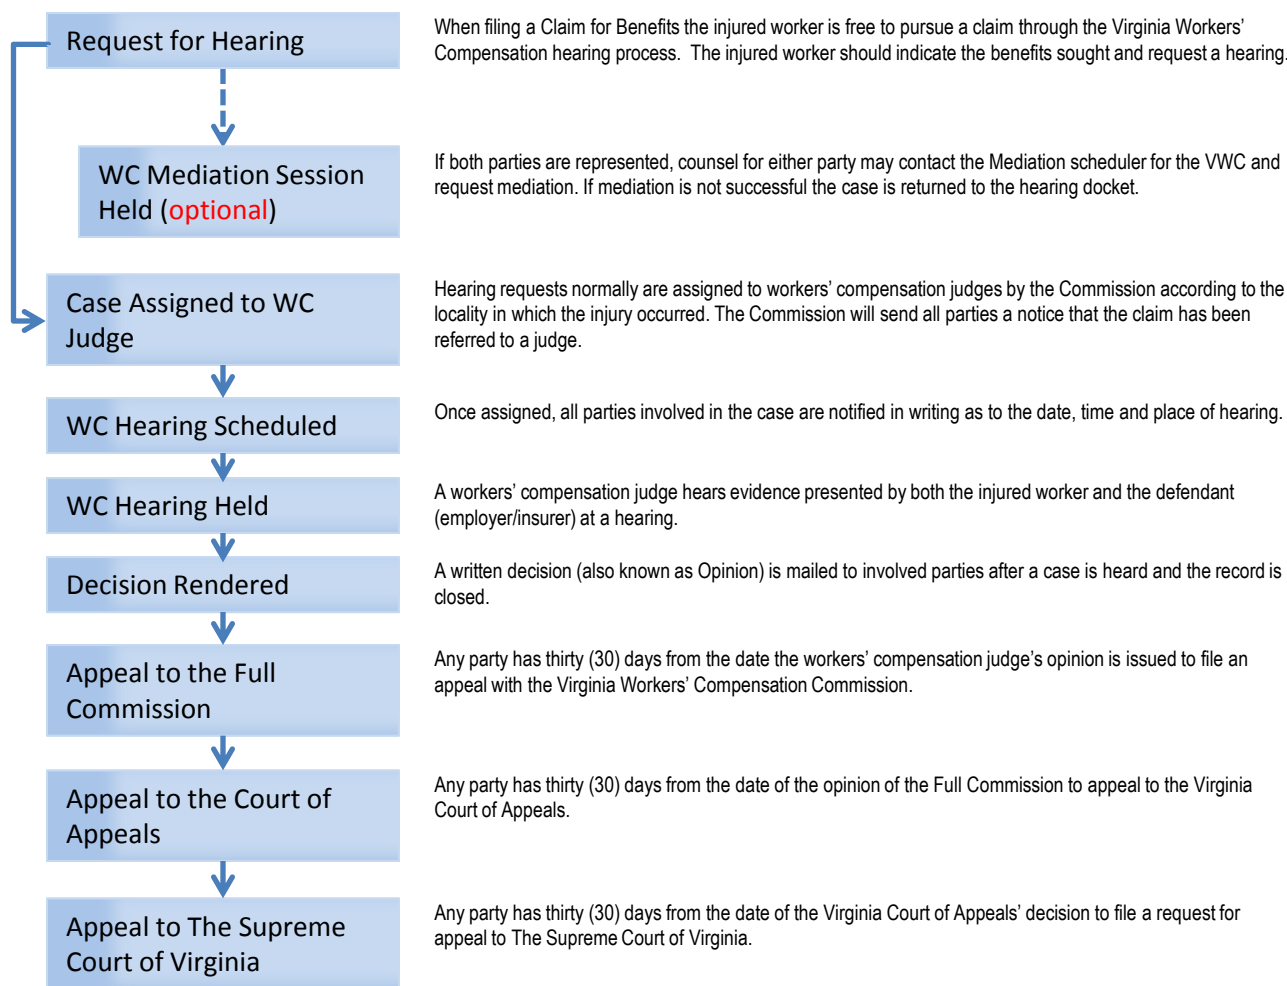 Request for Hearing
When filing a Claim for Benefits the injured worker is free to pursue a claim through the Virginia Workers’
Compensation hearing process.  The injured worker should indicate the benefits sought and request a hearing.
WC Mediation Session
Held (optional)
If both parties are represented, counsel for either party may contact the Mediation scheduler for the VWC and
request mediation. If mediation is not successful the case is returned to the hearing docket.
Case Assigned to WC
Judge
Hearing requests normally are assigned to workers’ compensation judges by the Commission according to the
locality in which the injury occurred. The Commission will send all parties a notice that the claim has been
referred to a judge.
WC Hearing Scheduled
Once assigned, all parties involved in the case are notified in writing as to the date, time and place of hearing.
WC Hearing Held
A workers’ compensation judge hears evidence presented by both the injured worker and the defendant
(employer/insurer) at a hearing.
Decision Rendered
A written decision (also known as Opinion) is mailed to involved parties after a case is heard and the record is
closed.
Appeal to the Full
Commission
Any party has thirty (30) days from the date the workers’ compensation judge’s opinion is issued to file an
appeal with the Virginia Workers’ Compensation Commission.
Appeal to the Court of
Appeals
Any party has thirty (30) days from the date of the opinion of the Full Commission to appeal to the Virginia
Court of Appeals.
Appeal to The Supreme
Court of Virginia
Any party has thirty (30) days from the date of the Virginia Court of Appeals’ decision to file a request for
appeal to The Supreme Court of Virginia.